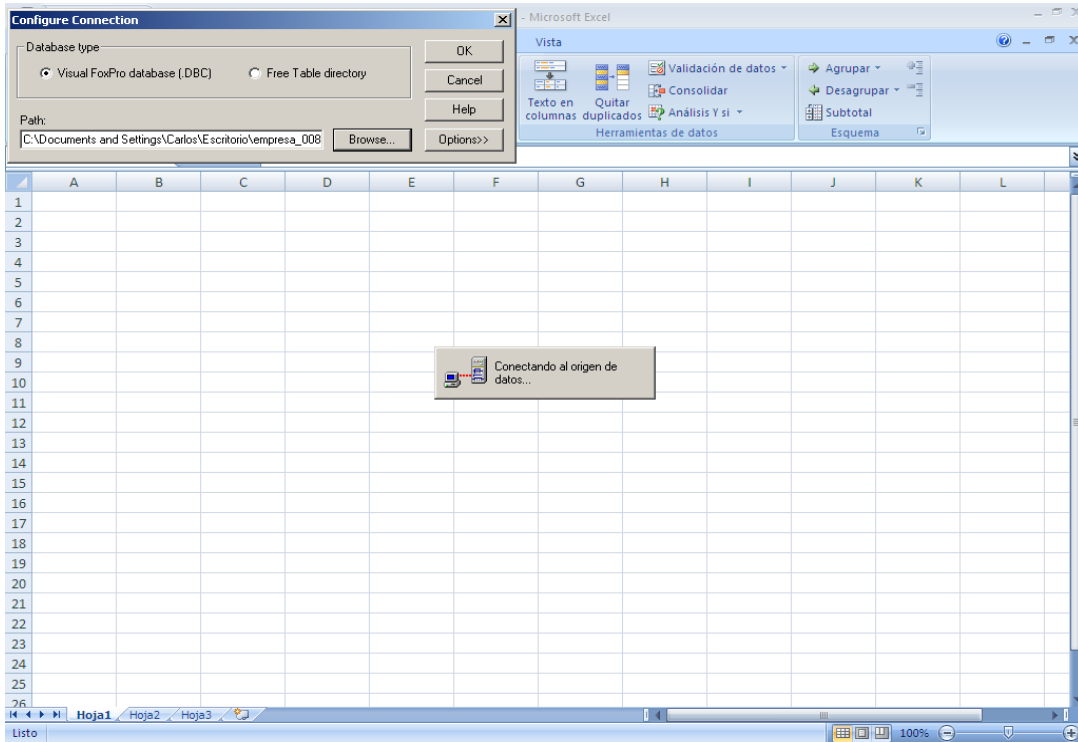 Configure Connection
- Microsoft Excel
Database type
Visual FoxPro database (.DBC)
Free Table directory
OK
Cancel
Help
Options>>
Path:
C:\Documents and Settings\Carlos\Escritorio\empresa_008
Browse...
Vista
Texto en
columnas
Quitar
duplicados
Validación de datos
Consolidar
Análisis Y si
Herramientas de datos
Agrupar
Desagrupar
Subtotal
Esquema
A B C D E F G H I J K L
1
2
3
4
5
6
7
8
9
10
11
12
13
14
15
16
17
18
19
20
21
22
23
24
25
26
Conectando al origen de
datos...
Hoja1 Hoja2 Hoja3
Listo
100%